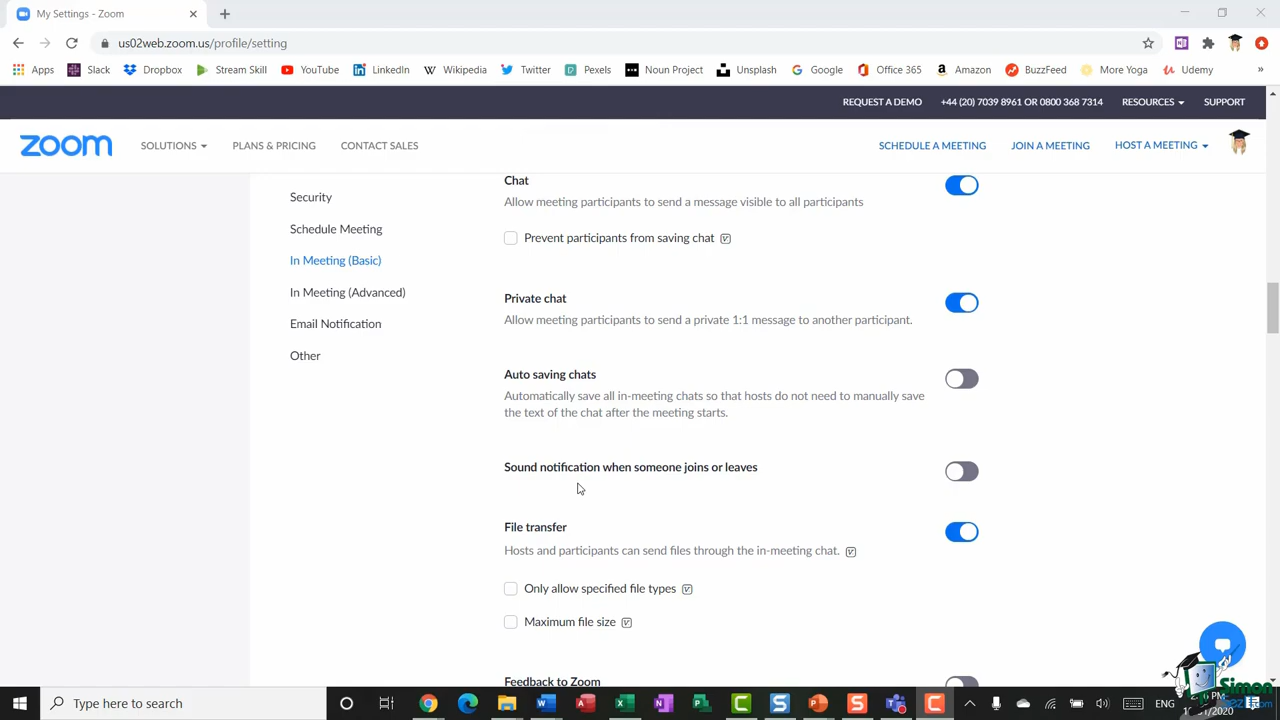 My Settings - Zoom
us02web.zoom.us/profile/setting
Apps Slack Dropbox Stream Skill YouTube LinkedIn Wikipedia Twitter Pexels Noun Project Unsplash Google Office 365 Amazon BuzzFeed More Yoga Udemy »
REQUEST A DEMO +44 (20) 7039 8961 OR 0800 368 7314 RESOURCES SUPPORT
zoom SOLUTIONS PLANS & PRICING CONTACT SALES SCHEDULE A MEETING JOIN A MEETING HOST A MEETING
Security
Schedule Meeting
In Meeting (Basic)
In Meeting (Advanced)
Email Notification
Other
Chat
Allow meeting participants to send a message visible to all participants
Prevent participants from saving chat
Private chat
Allow meeting participants to send a private 1:1 message to another participant.
Auto saving chats
Automatically save all in-meeting chats so that hosts do not need to manually save
the text of the chat after the meeting starts.
Sound notification when someone joins or leaves
File transfer
Hosts and participants can send files through the in-meeting chat.
Only allow specified file types
Maximum file size
Feedback to Zoom
Type here to search
ENG
Simon